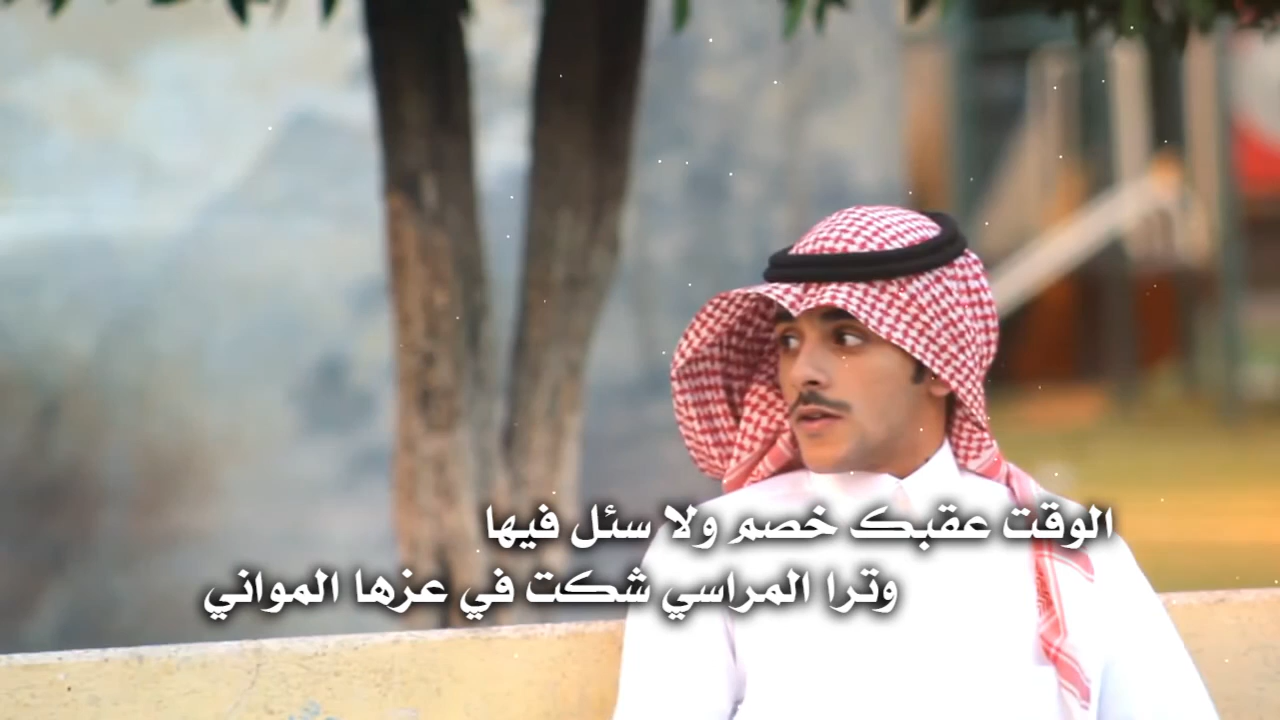 الوقت عقبك خصم ولا سئل فيها
وترا المراسي شكت في عزها المواني